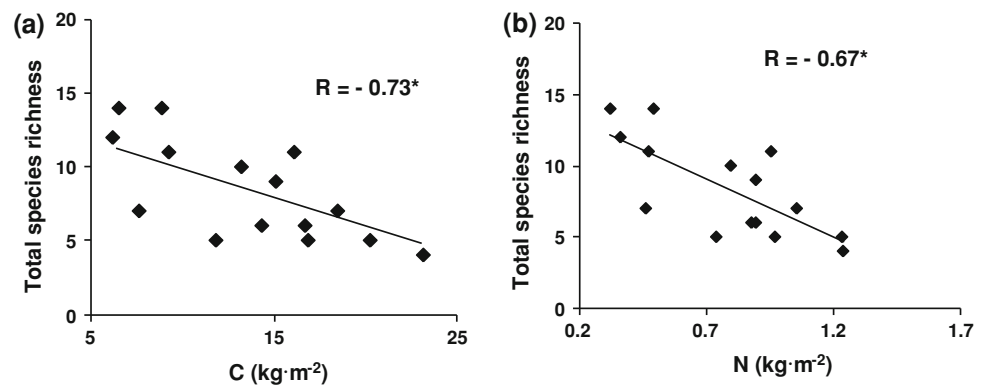 (a)
20
15
10
5
0
Total species richness
R = - 0.73*
5 15 25
C (kg·m-2)
(b)
20
15
10
5
0
Total species richness
R = - 0.67*
0.2 0.7 1.2 1.7
N (kg·m-2)